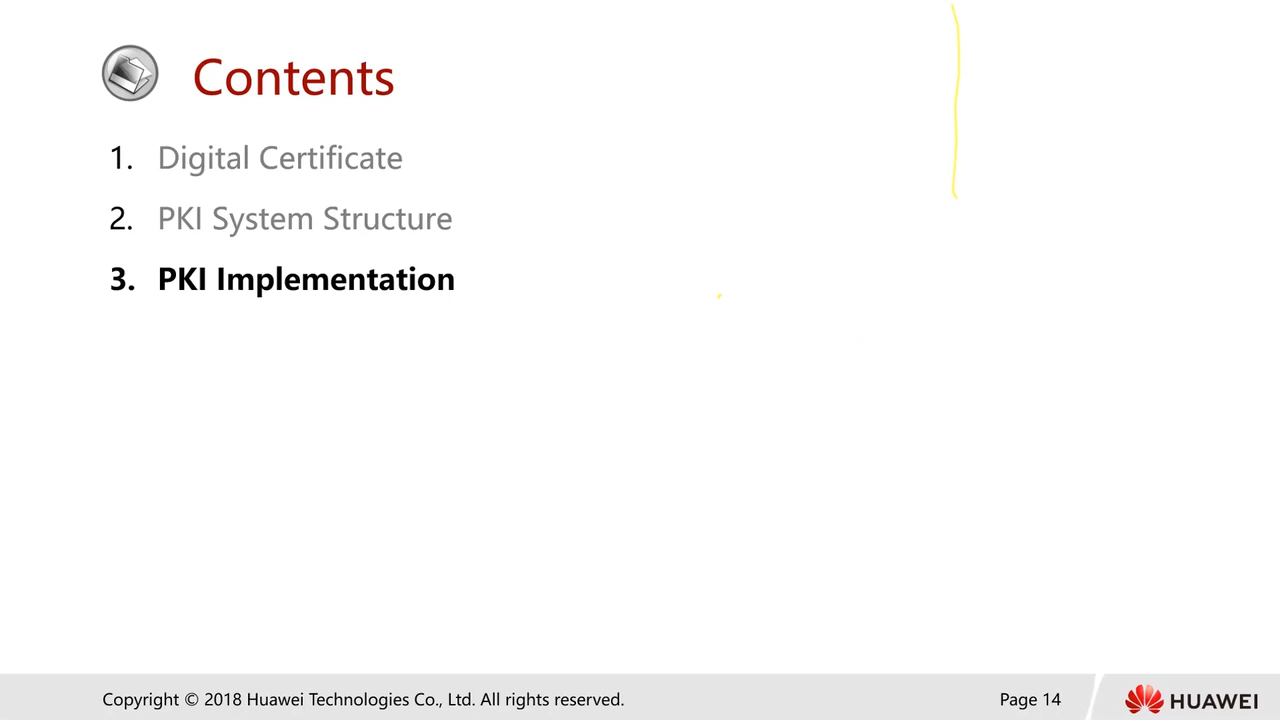 Contents
1. Digital Certificate
2. PKI System Structure
3. PKI Implementation
Copyright © 2018 Huawei Technologies Co., Ltd. All rights reserved.
Page 14
HUAWEI